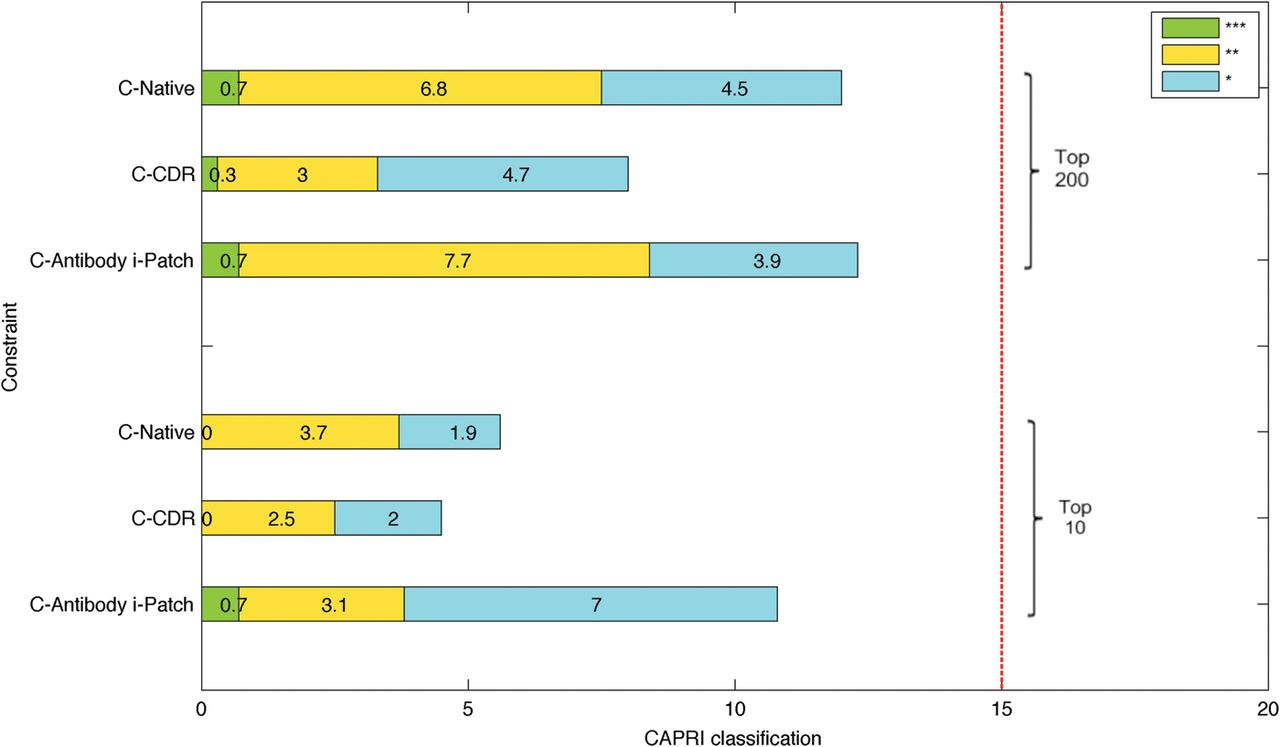 ***
**
*
C-Native 0.7 6.8 4.5
C-CDR 0.3 3 4.7
C-Antibody i-Patch 0.7 7.7 3.9
Top
200
Constraint
C-Native 0 3.7 1.9
C-CDR 0 2.5 2
C-Antibody i-Patch 0.7 3.1 7
Top
10
0 5 10 15 20
CAPRI classification